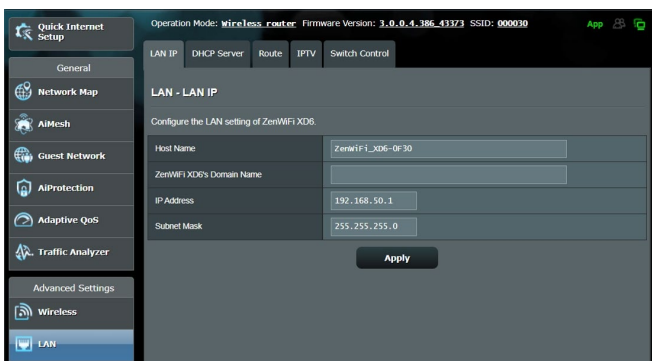 Quick Internet
Setup
Operation Mode: Wireless router Firmware Version: 3.0.0.4.386_43373 SSID: 000030 App
LAN IP DHCP Server Route IPTV Switch Control
General
Network Map
AiMesh
Guest Network
AiProtection
Adaptive QoS
Traffic Analyzer
Advanced Settings
Wireless
LAN
LAN - LAN IP
Configure the LAN setting of ZenWiFi XD6.
Host Name ZenWiFi_XD6-0F30
ZenWiFi XD6's Domain Name
IP Address 192.168.50.1
Subnet Mask 255.255.255.0
Apply